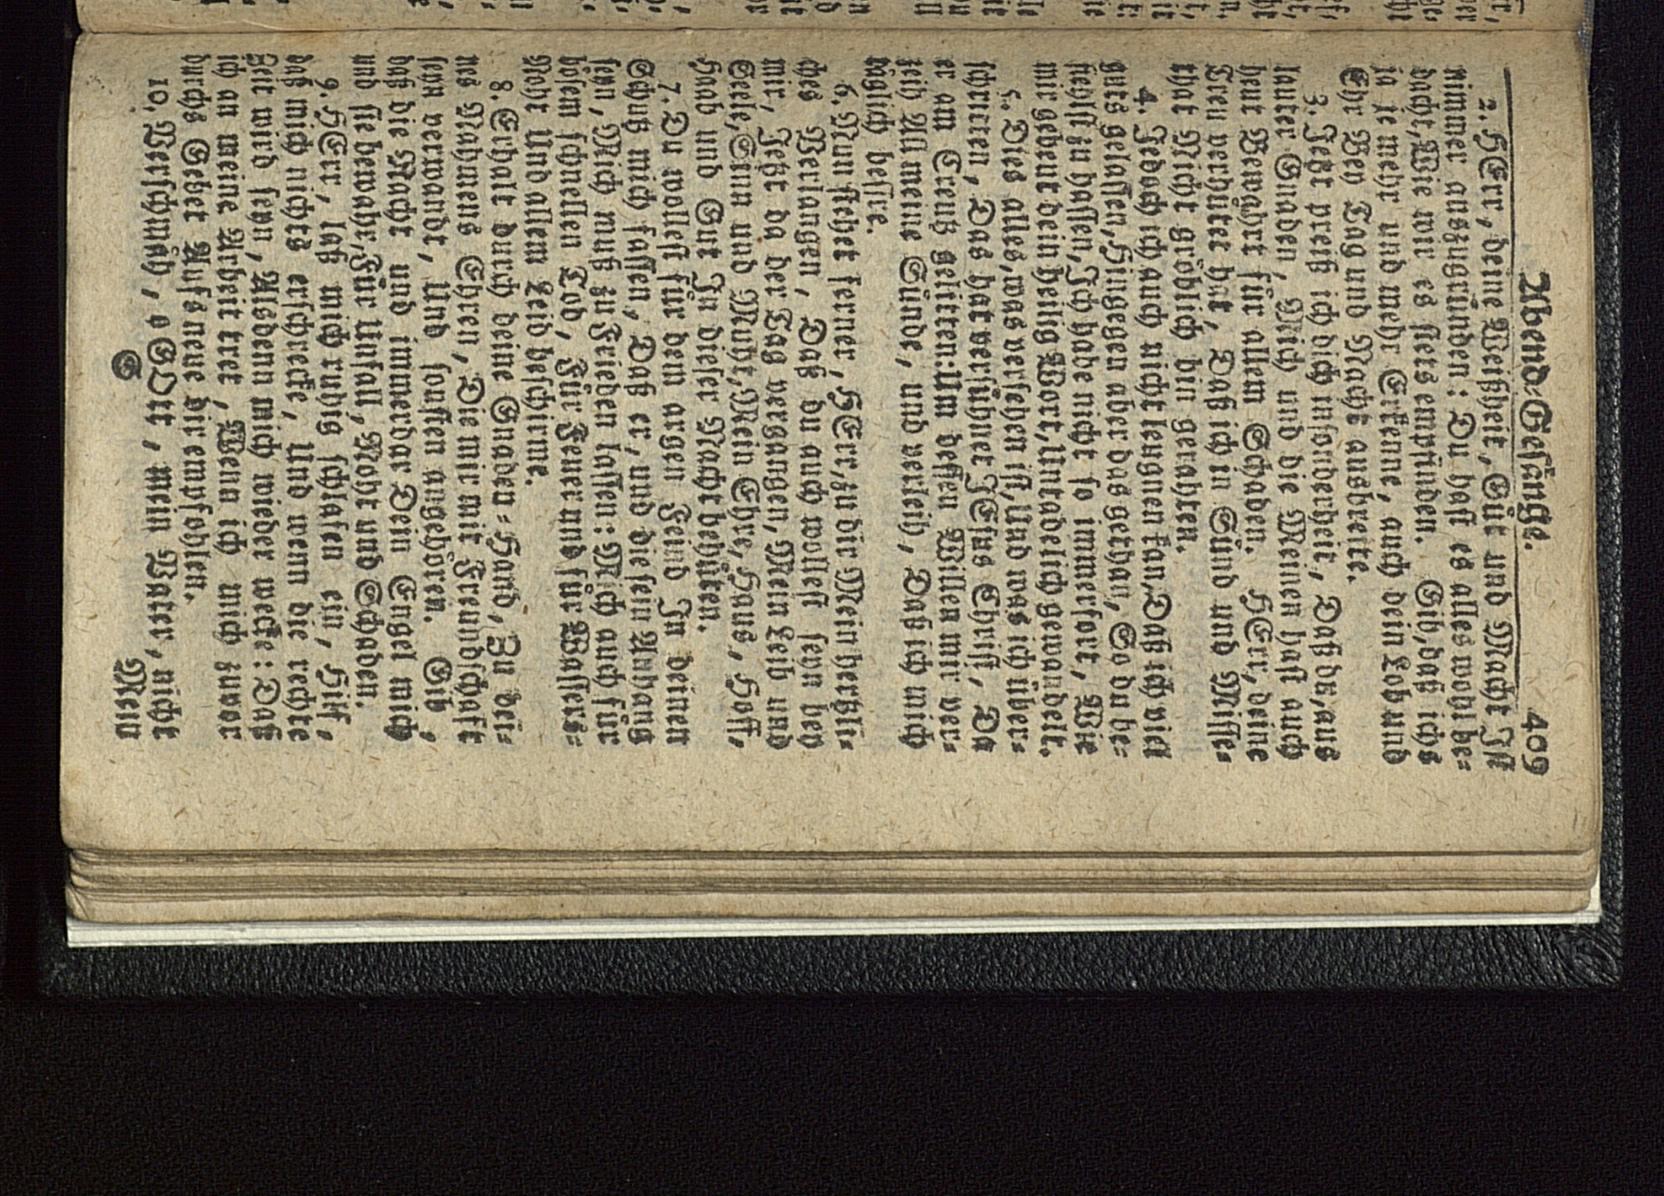 Abend-Gesänge. 409
2. HErr, deine Weißheit, Güt und Macht Ist
nimmer auszugründen: Du hast es alles wohl be-
dacht, Wie wir es stets empfinden. Gib, daß ichs
ja je mehr und mehr Erkenne, auch dein Lob und
Ehr Bey Tag und Nacht ausbreite.
3. Jetzt preiß ich dich insonderheit, Daß du, aus
lauter Gnaden, Mich und die Meinen hast auch
heut Bewahrt für allem Schaden. HErr, deine
Treu verhütet hat, Daß ich in Sünd und Misse-
that Nicht gröblich bin gerahten.
4. Jedoch ich auch nicht leugnen kan, Daß ich viel
guts gelassen, Hingegen aber das gethan, So du be-
fiehlst zu hassen, Ich habe nicht so immerfort, Wie
mir gebeut dein heilig Wort, Untadelich gewandelt.
5. Dies alles, was versehen ist, Und was ich über-
schritten, Das hat versühnet JEsus Christ, Da
er am Creutz gelitten: Um dessen Willen mir ver-
zeih All meine Sünde, und verleih, Daß ich mich
täglich bessre.
6. Nun stehet ferner, HErr, zu dir Mein hertzli-
ches Verlangen, Daß du auch wollest seyn bey
mir, Jetzt da der Tag vergangen, Mein Leib und
Seele, Sinn und Muht, Mein Ehre, Haus, Hoff,
Haab und Gut In dieser Nacht behüten.
7. Du wollest für dem argen Feind In deinen
Schutz mich fassen, Daß er, und die sein Anhang
seyn, Mich muß zu Frieden lassen: Mich auch für
bösem schnellen Tod, Für Feuer und für Wassers-
Noht Und allem Leid beschirme.
8. Erhalt durch deine Gnaden-Hand, Zu dei-
nes Nahmens Ehren, Die mir mit Freundschaft
seyn verwandt, Und sonsten angehören. Gib,
daß die Nacht und immerdar Dein Engel mich
und sie bewahr, Für Unfall, Noht und Schaden.
9. HErr, laß mich ruhig schlafen ein, Hilf,
daß mich nichts erschrecke, Und wenn die rechte
Zeit wird seyn, Alsdenn mich wieder wecke: Daß
ich an meine Arbeit tret, Wenn ich mich zuvor
durchs Gebet Aufs neue dir empfohlen.
10. Verschmäh, o GOtt, mein Vater, nicht
S Mein